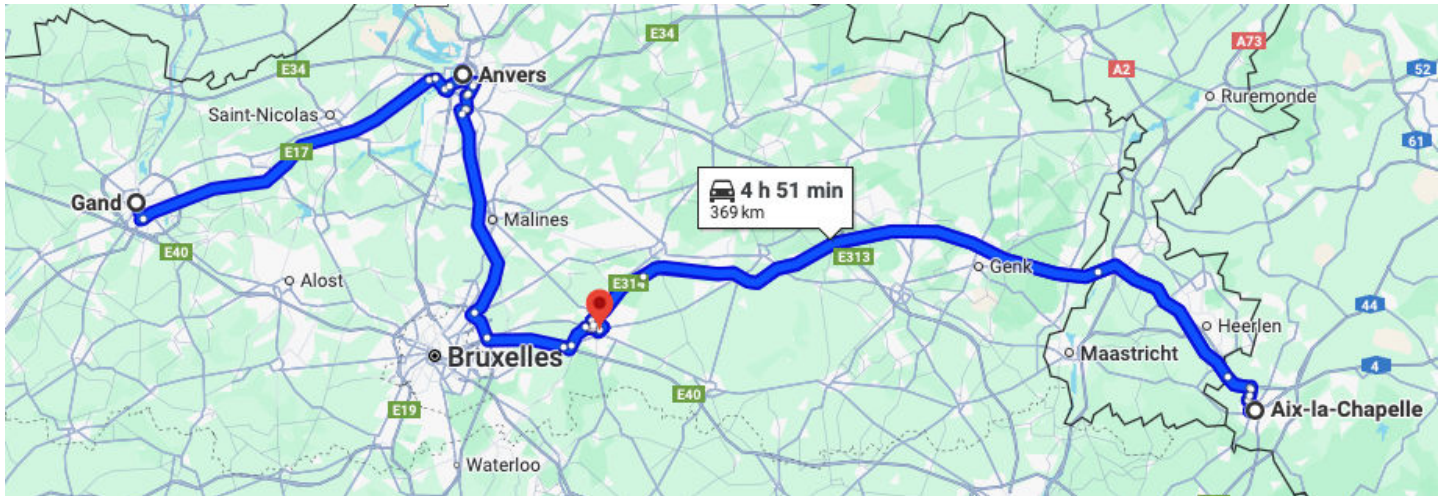 E34
E34
A73
A2
52
Anvers
Ruremonde
Saint-Nicolas
61
E17
4 h 51 min
369 km
Gand
Malines
E40
E313
Genk
Alost
E314
44
Heerlen
Bruxelles
Maastricht
4
E40
E19
Aix-la-Chapelle
Waterloo